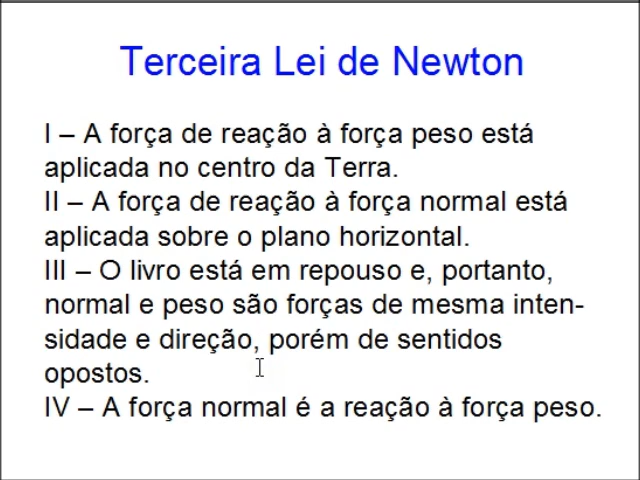 Terceira Lei de Newton
I – A força de reação à força peso está
aplicada no centro da Terra.
II – A força de reação à força normal está
aplicada sobre o plano horizontal.
III – O livro está em repouso e, portanto,
normal e peso são forças de mesma inten-
sidade e direção, porém de sentidos
opostos.
IV – A força normal é a reação à força peso.